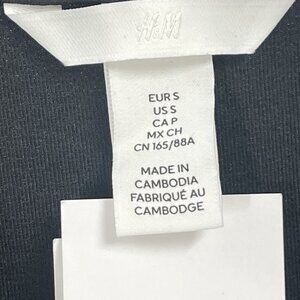 H&M
EUR S
US S
CA P
MX CH
CN 165/88A
MADE IN
CAMBODIA
FABRIQUÉ AU
CAMBODGE